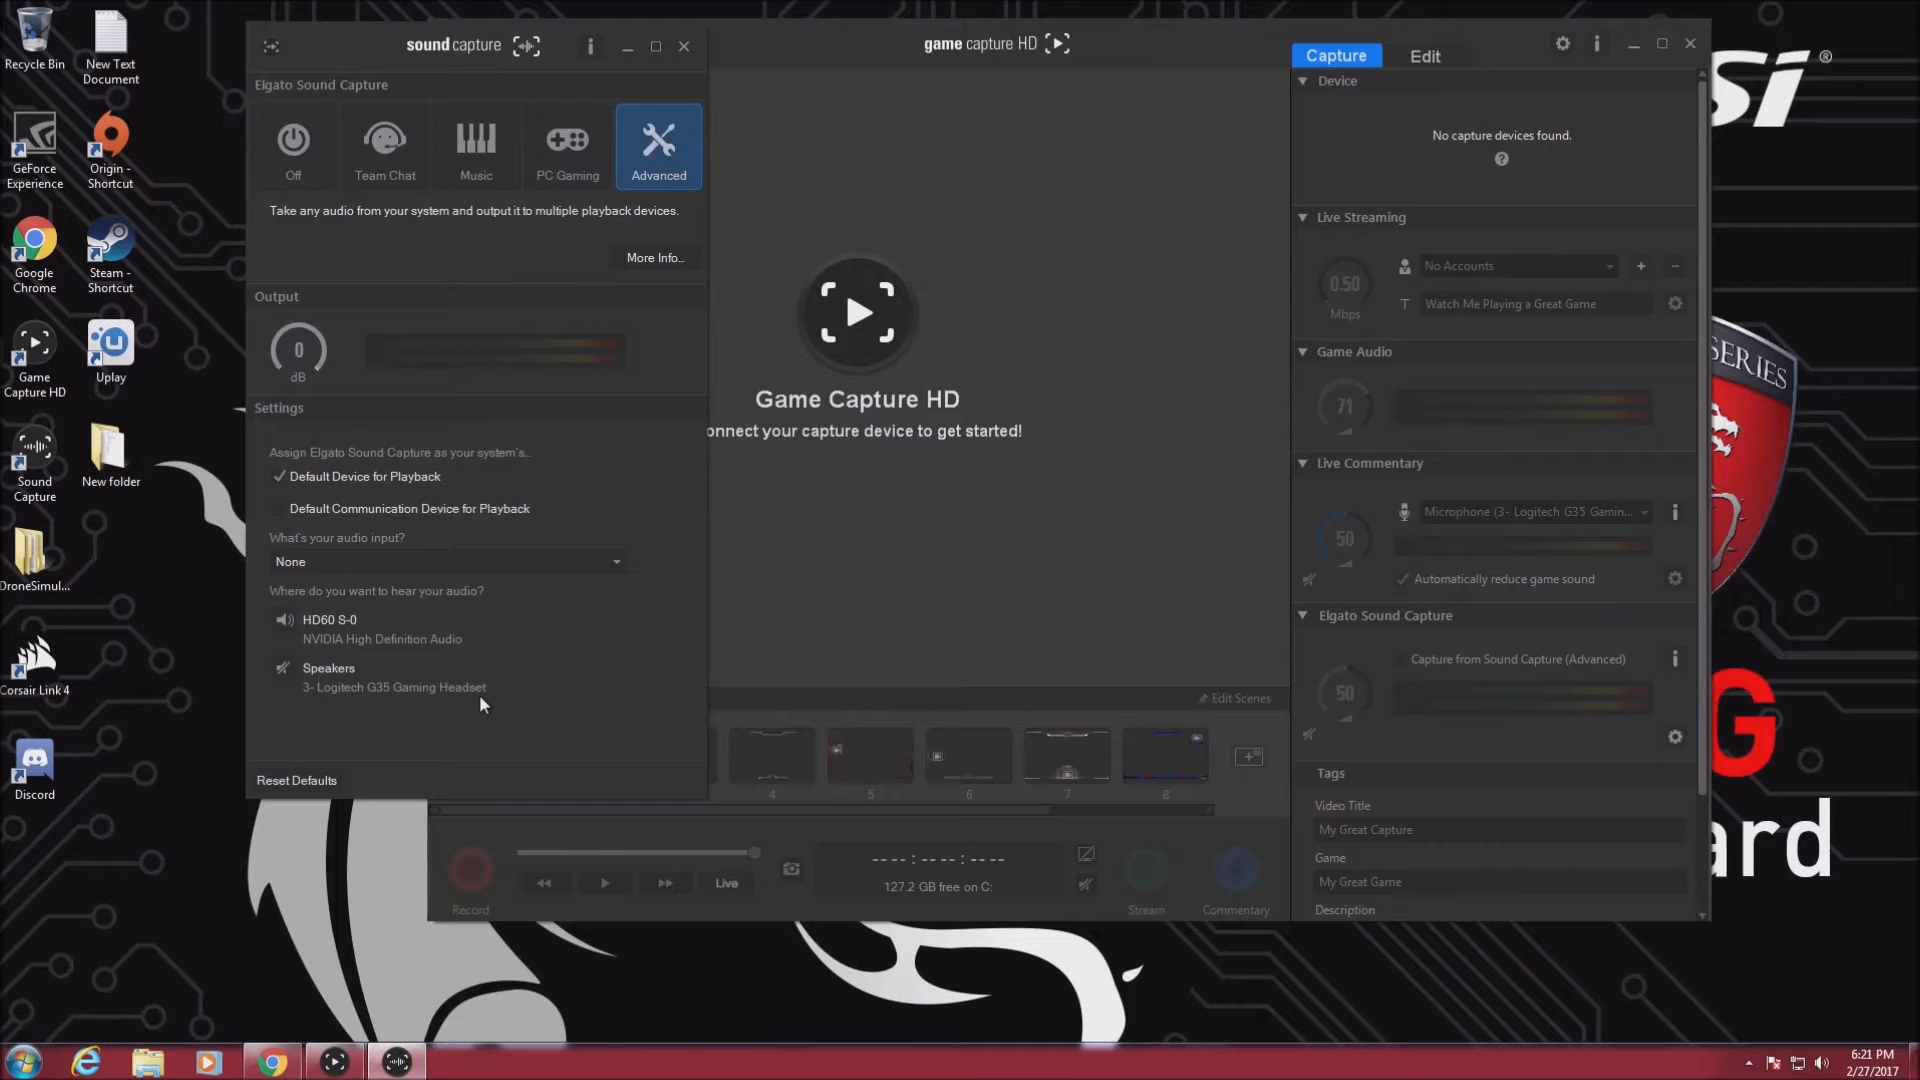 Recycle Bin
New Text
Document
GeForce
Experience
Origin -
Shortcut
Google
Chrome
Steam -
Shortcut
Game
Capture HD
Uplay
Sound
Capture
New folder
DroneSimul...
Corsair Link 4
Discord
sound capture
Elgato Sound Capture
Off
Team Chat
Music
PC Gaming
Advanced
Take any audio from your system and output it to multiple playback devices.
More Info...
Output
0
dB
Settings
Assign Elgato Sound Capture as your system's...
Default Device for Playback
Default Communication Device for Playback
What's your audio input?
None
Where do you want to hear your audio?
HD60 S-0
NVIDIA High Definition Audio
Speakers
3- Logitech G35 Gaming Headset
Reset Defaults
game capture HD
Game Capture HD
onnect your capture device to get started!
Edit Scenes
4
5
6
7
8
Record
Live
-- -- : -- -- : -- --
127.2 GB free on C:
Stream
Commentary
Capture
Edit
Device
No capture devices found.
Live Streaming
0.50
Mbps
No Accounts
T
Watch Me Playing a Great Game
Game Audio
71
Live Commentary
50
Microphone (3- Logitech G35 Gamin...
Automatically reduce game sound
Elgato Sound Capture
50
Capture from Sound Capture (Advanced)
Tags
Video Title
My Great Capture
Game
My Great Game
Description
si ®
SERIES
G
ard
6:21 PM
2/27/2017